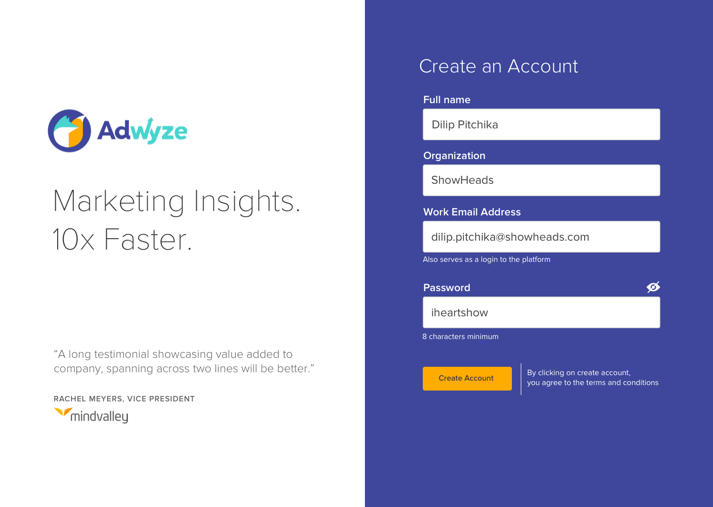 Adwyze
Marketing Insights.
10x Faster.
“A long testimonial showcasing value added to
company, spanning across two lines will be better.”
RACHEL MEYERS, VICE PRESIDENT
mindvalley
Create an Account
Full name
Dilip Pitchika
Organization
ShowHeads
Work Email Address
dilip.pitchika@showheads.com
Also serves as a login to the platform
Password
iheartshow
8 characters minimum
Create Account
By clicking on create account,
you agree to the terms and conditions